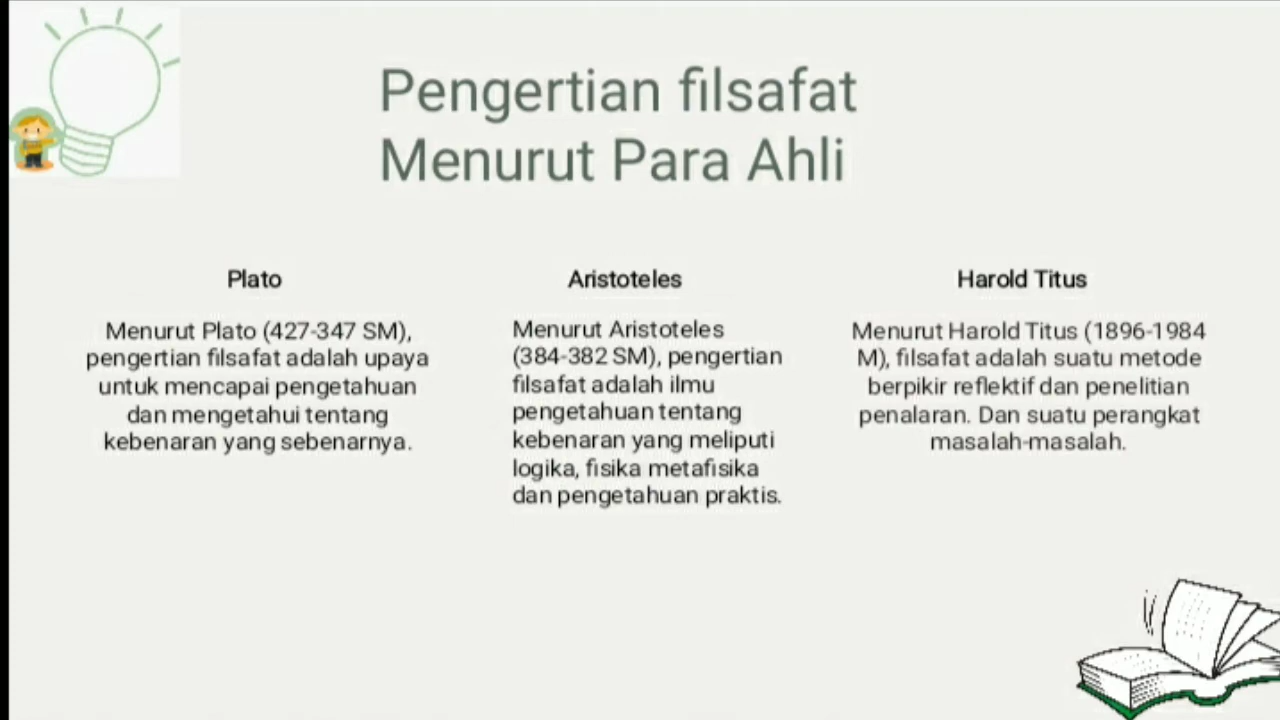 Pengertian filsafat
Menurut Para Ahli
Plato
Menurut Plato (427-347 SM),
pengertian filsafat adalah upaya
untuk mencapai pengetahuan
dan mengetahui tentang
kebenaran yang sebenarnya.
Aristoteles
Menurut Aristoteles
(384-382 SM), pengertian
filsafat adalah ilmu
pengetahuan tentang
kebenaran yang meliputi
logika, fisika metafisika
dan pengetahuan praktis.
Harold Titus
Menurut Harold Titus (1896-1984
M), filsafat adalah suatu metode
berpikir reflektif dan penelitian
penalaran. Dan suatu perangkat
masalah-masalah.